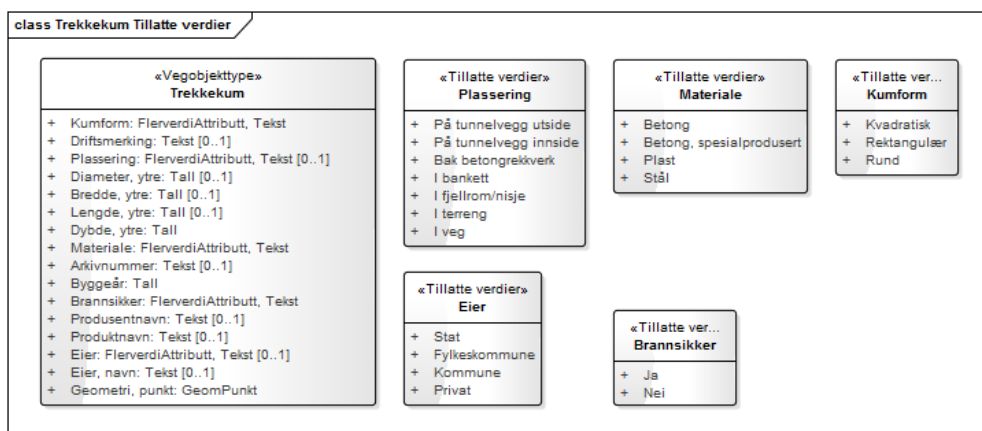 class Trekkekum Tillatte verdier
«Vegobjekttype»
Trekkekum
+ Kumform: FlerverdiAttributt, Tekst
+ Driftsmerking: Tekst [0..1]
+ Plassering: FlerverdiAttributt, Tekst [0..1]
+ Diameter, ytre: Tall [0..1]
+ Bredde, ytre: Tall [0..1]
+ Lengde, ytre: Tall [0..1]
+ Dybde, ytre: Tall
+ Materiale: FlerverdiAttributt, Tekst
+ Arkivnummer: Tekst [0..1]
+ Byggeår: Tall
+ Brannsikker: FlerverdiAttributt, Tekst
+ Produsentnavn: Tekst [0..1]
+ Produktnavn: Tekst [0..1]
+ Eier: FlerverdiAttributt, Tekst [0..1]
+ Eier, navn: Tekst [0..1]
+ Geometri, punkt: GeomPunkt
«Tillatte verdier»
Plassering
+ På tunnelvegg utside
+ På tunnelvegg innside
+ Bak betongrekkverk
+ I bankett
+ I fjellrom/nisje
+ I terreng
+ I veg
«Tillatte verdier»
Materiale
+ Betong
+ Betong, spesialprodusert
+ Plast
+ Stål
«Tillatte ver...
Kumform
+ Kvadratisk
+ Rektangulær
+ Rund
«Tillatte verdier»
Eier
+ Stat
+ Fylkeskommune
+ Kommune
+ Privat
«Tillatte ver...
Brannsikker
+ Ja
+ Nei